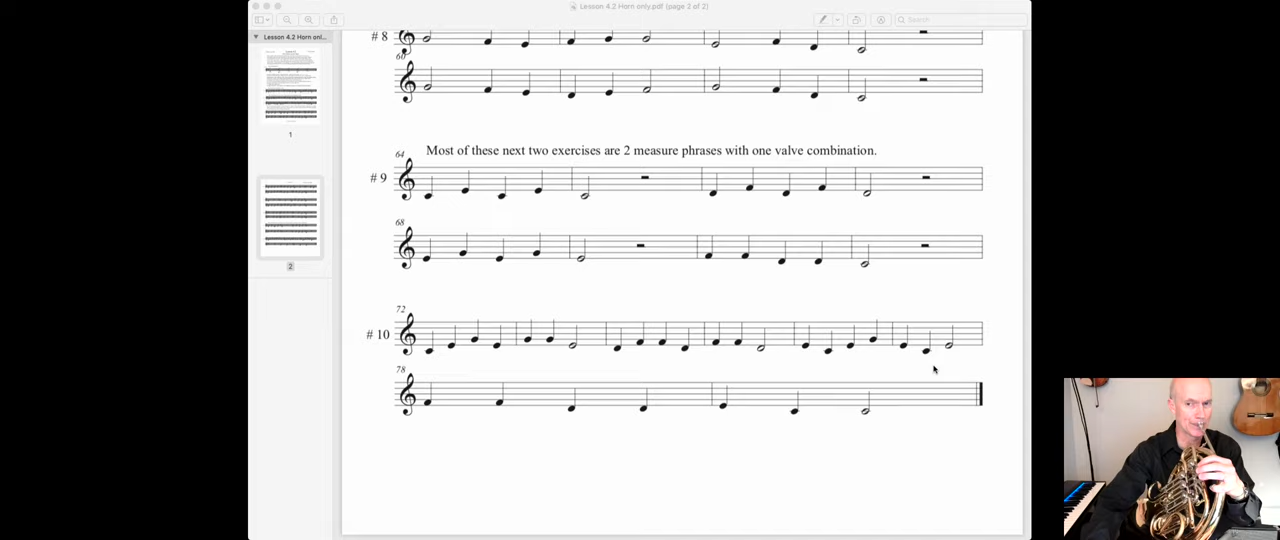 Lesson 4.2 Horn only.pdf (page 2 of 2)
Search
Lesson 4.2 Horn onl...
1
2
# 8
60
Most of these next two exercises are 2 measure phrases with one valve combination.
64
# 9
68
72
# 10
78